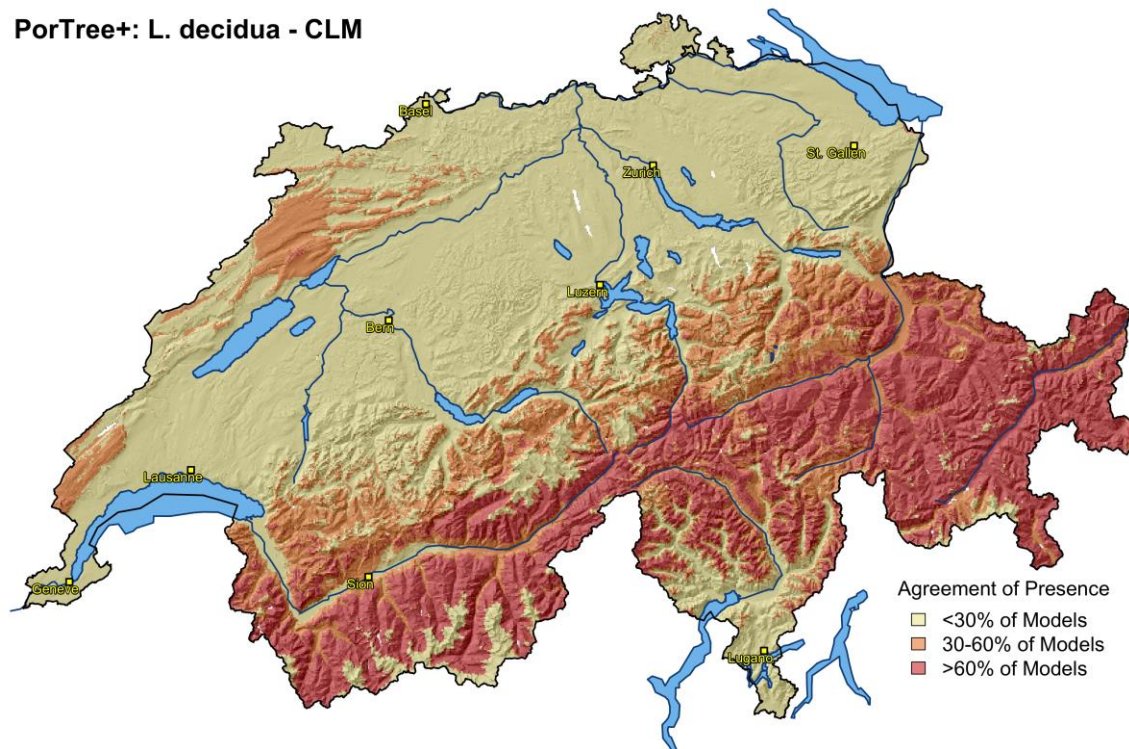 PorTree+: L. decidua - CLM
Basel
St. Gallen
Zurich
Luzern
Bern
Lausanne
Sion
Geneve
Lugano
Agreement of Presence
<30% of Models
30-60% of Models
>60% of Models